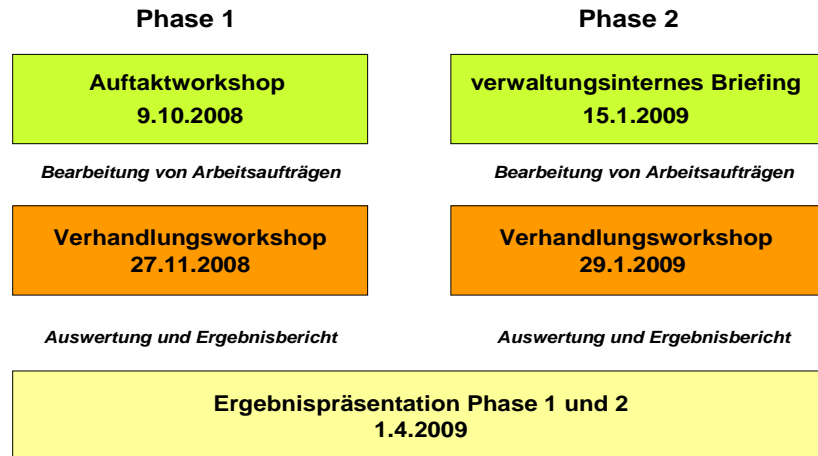 Phase 1
Phase 2
Auftaktworkshop
9.10.2008
verwaltungsinternes Briefing
15.1.2009
Bearbeitung von Arbeitsaufträgen
Bearbeitung von Arbeitsaufträgen
Verhandlungsworkshop
27.11.2008
Verhandlungsworkshop
29.1.2009
Auswertung und Ergebnisbericht
Auswertung und Ergebnisbericht
Ergebnispräsentation Phase 1 und 2
1.4.2009